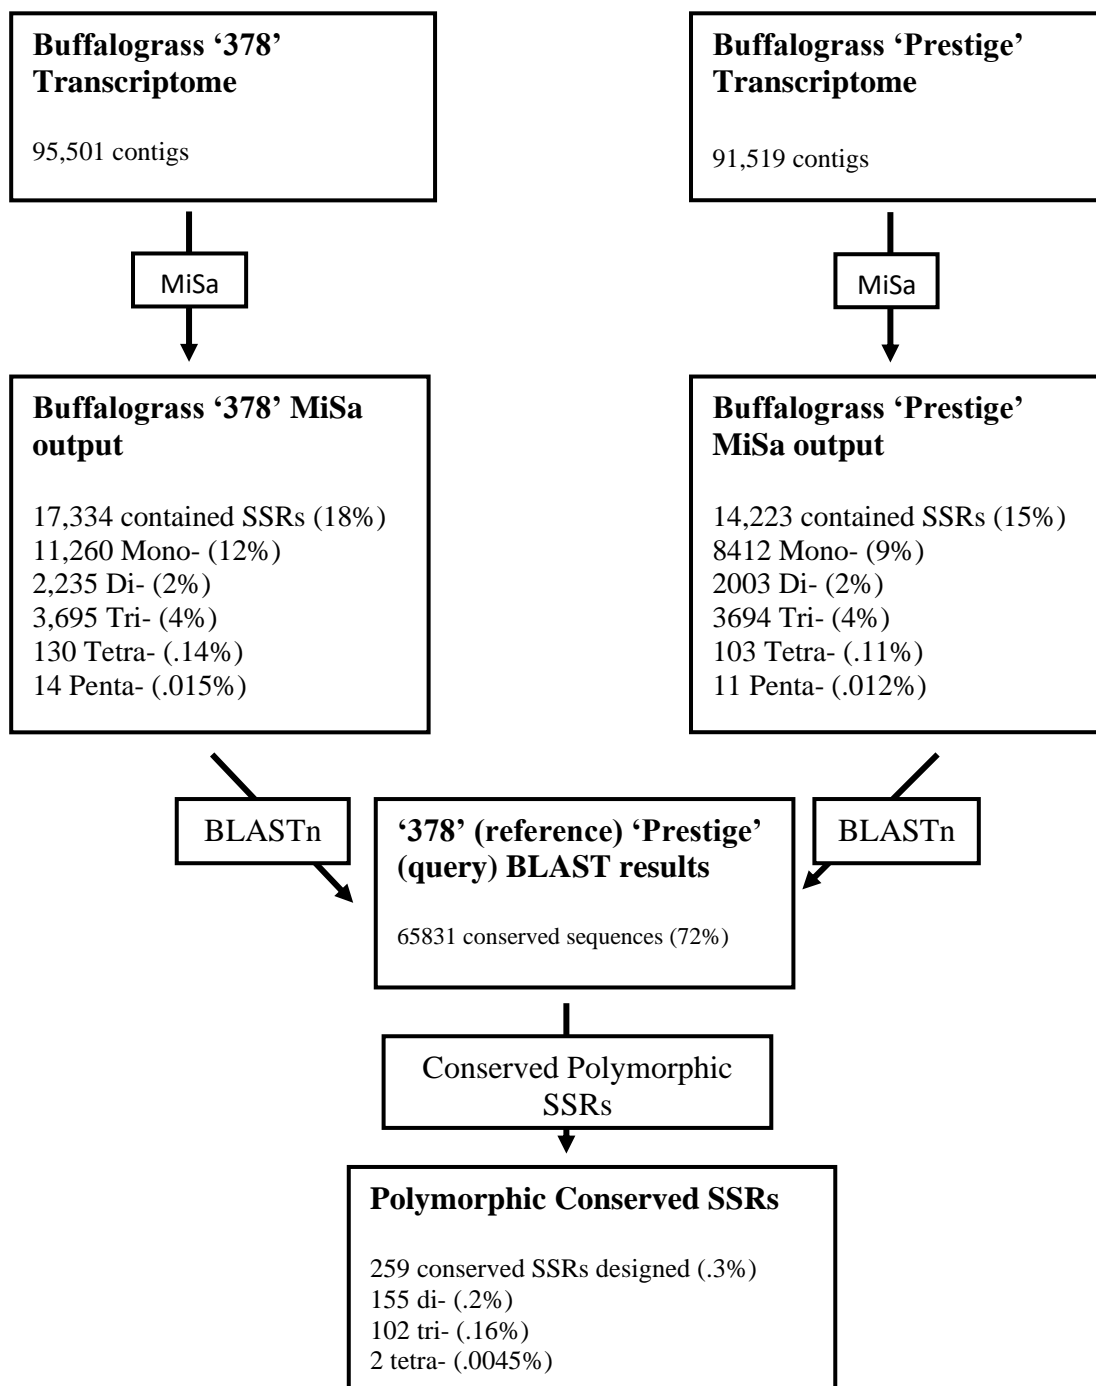 Buffalograss ‘378’
Transcriptome
95,501 contigs
Buffalograss ‘Prestige’
Transcriptome
91,519 contigs
MiSa
MiSa
Buffalograss ‘378’ MiSa
output
17,334 contained SSRs (18%)
11,260 Mono- (12%)
2,235 Di- (2%)
3,695 Tri- (4%)
130 Tetra- (.14%)
14 Penta- (.015%)
Buffalograss ‘Prestige’
MiSa output
14,223 contained SSRs (15%)
8412 Mono- (9%)
2003 Di- (2%)
3694 Tri- (4%)
103 Tetra- (.11%)
11 Penta- (.012%)
BLASTn
BLASTn
‘378’ (reference) ‘Prestige’
(query) BLAST results
65831 conserved sequences (72%)
Conserved Polymorphic
SSRs
Polymorphic Conserved SSRs
259 conserved SSRs designed (.3%)
155 di- (.2%)
102 tri- (.16%)
2 tetra- (.0045%)